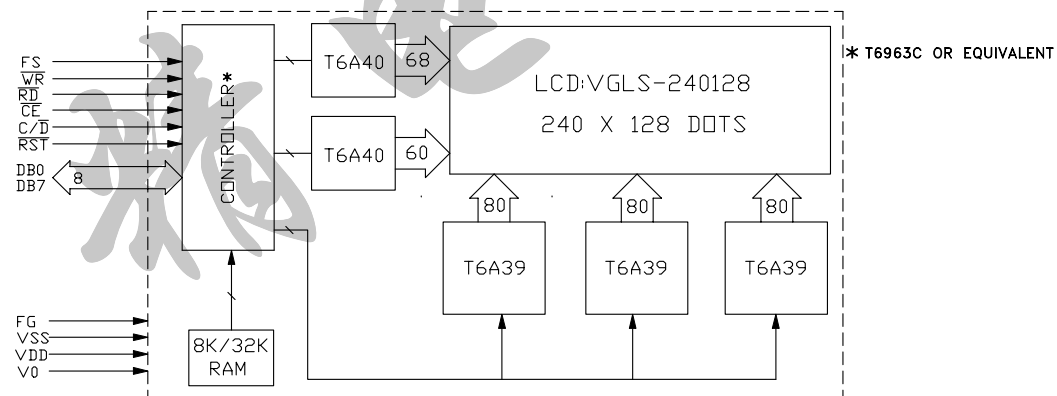 FS
WR
RD
CE
C/D
RST
DB0
DB7
8
CONTROLLER*
T6A40
68
T6A40
60
LCD:VGLS-240128
240 X 128 DOTS
* T6963C OR EQUIVALENT
80
80
80
T6A39
T6A39
T6A39
FG
VSS
VDD
V0
8K/32K
RAM